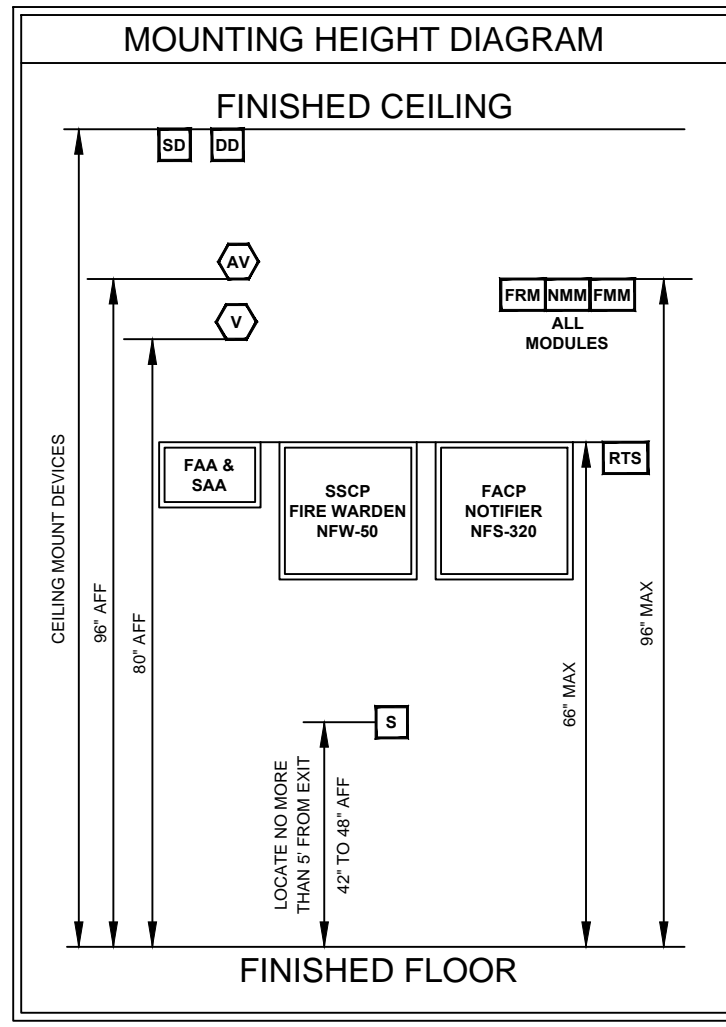 MOUNTING HEIGHT DIAGRAM
FINISHED CEILING
SD
DD
AV
V
FRM
NMM
FMM
ALL
MODULES
FAA &
SAA
SSCP
FIRE WARDEN
NFW-50
FACP
NOTIFIER
NFS-320
RTS
CEILING MOUNT DEVICES
96" AFF
80" AFF
S
LOCATE NO MORE
THAN 5' FROM EXIT
42" TO 48" AFF
66" MAX
96" MAX
FINISHED FLOOR